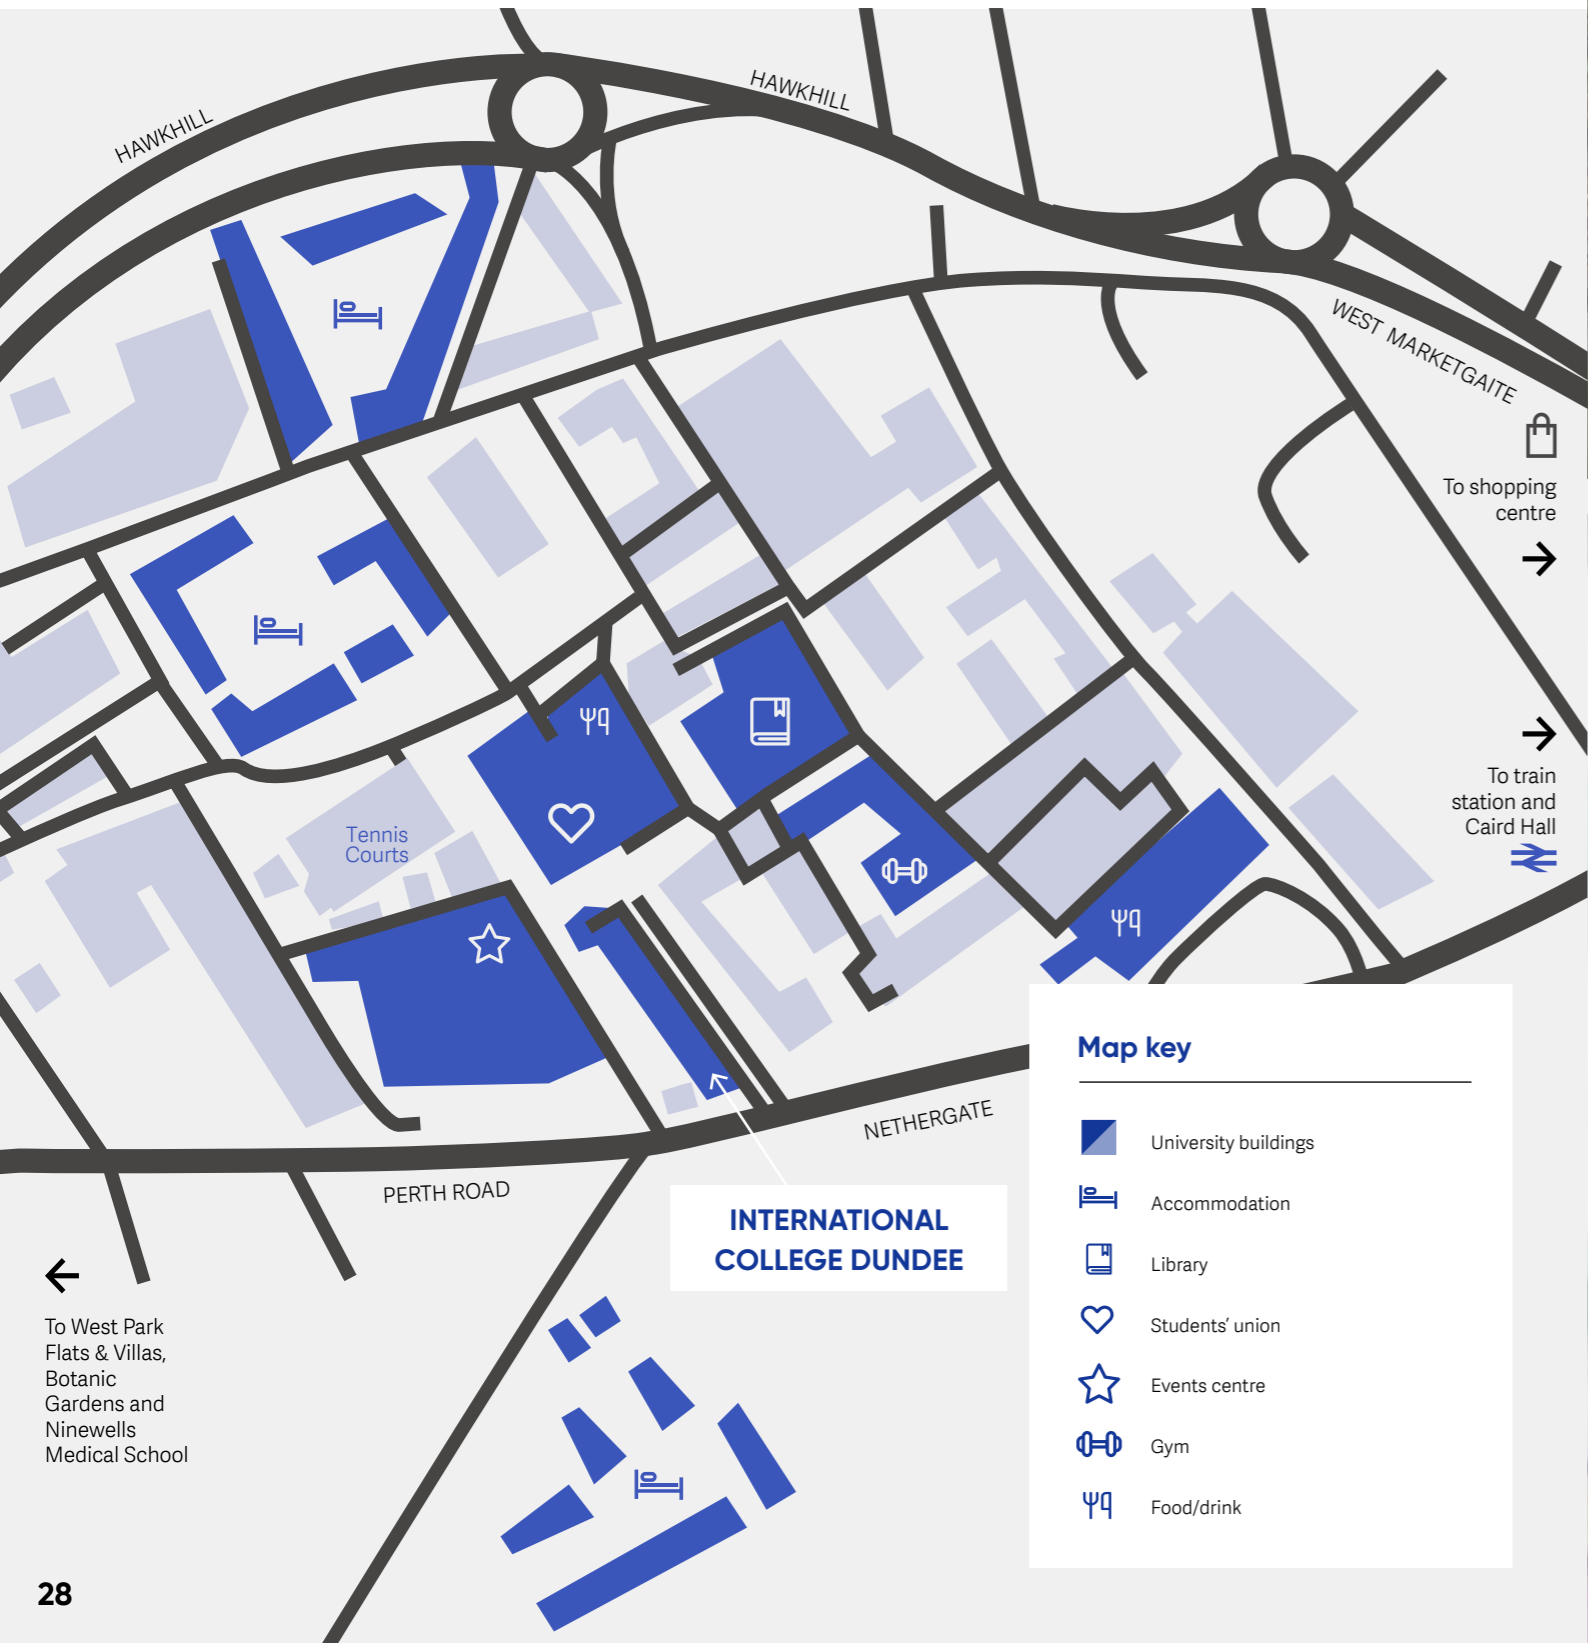 HAWKHILL
HAWKHILL
WEST MARKETGAITE
To shopping
centre
To train
station and
Caird Hall
Tennis
Courts
NETHERGATE
PERTH ROAD
INTERNATIONAL
COLLEGE DUNDEE
To West Park
Flats & Villas,
Botanic
Gardens and
Ninewells
Medical School
Map key
University buildings
Accommodation
Library
Students’ union
Events centre
Gym
Food/drink
28